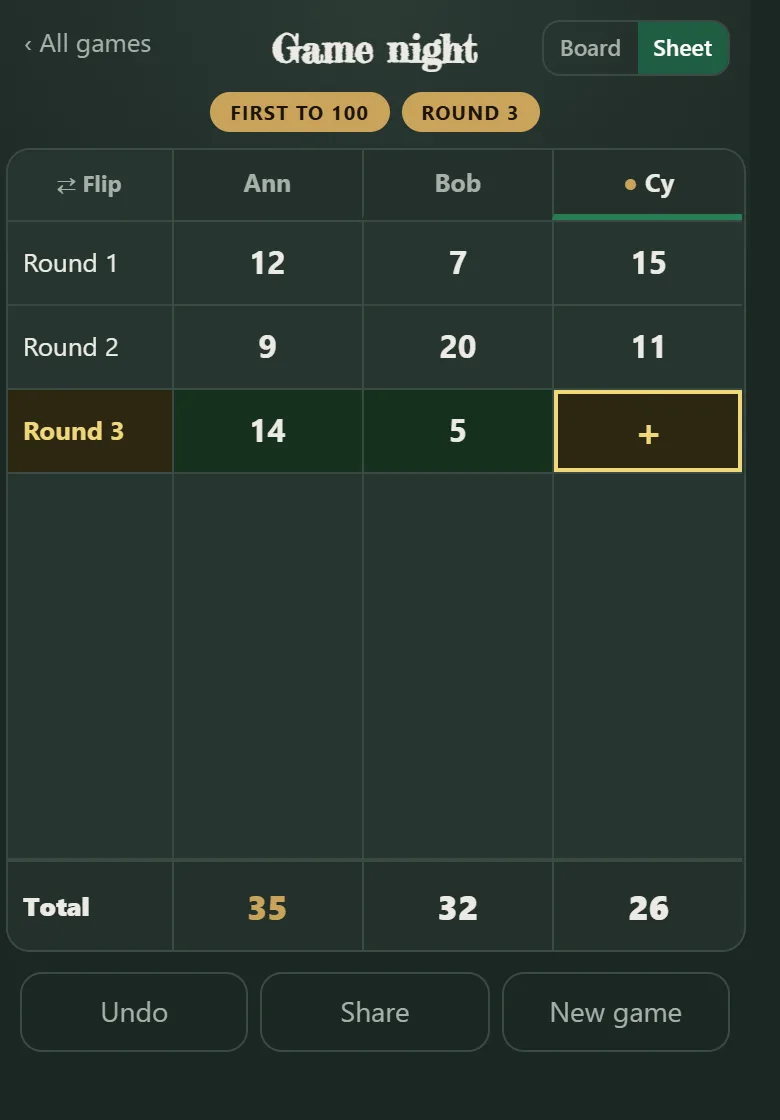 ‹ All games
Game night
Board Sheet
FIRST TO 100 ROUND 3
⇄ Flip Ann Bob Cy
Round 1 12 7 15
Round 2 9 20 11
Round 3 14 5 +
Total 35 32 26
Undo Share New game